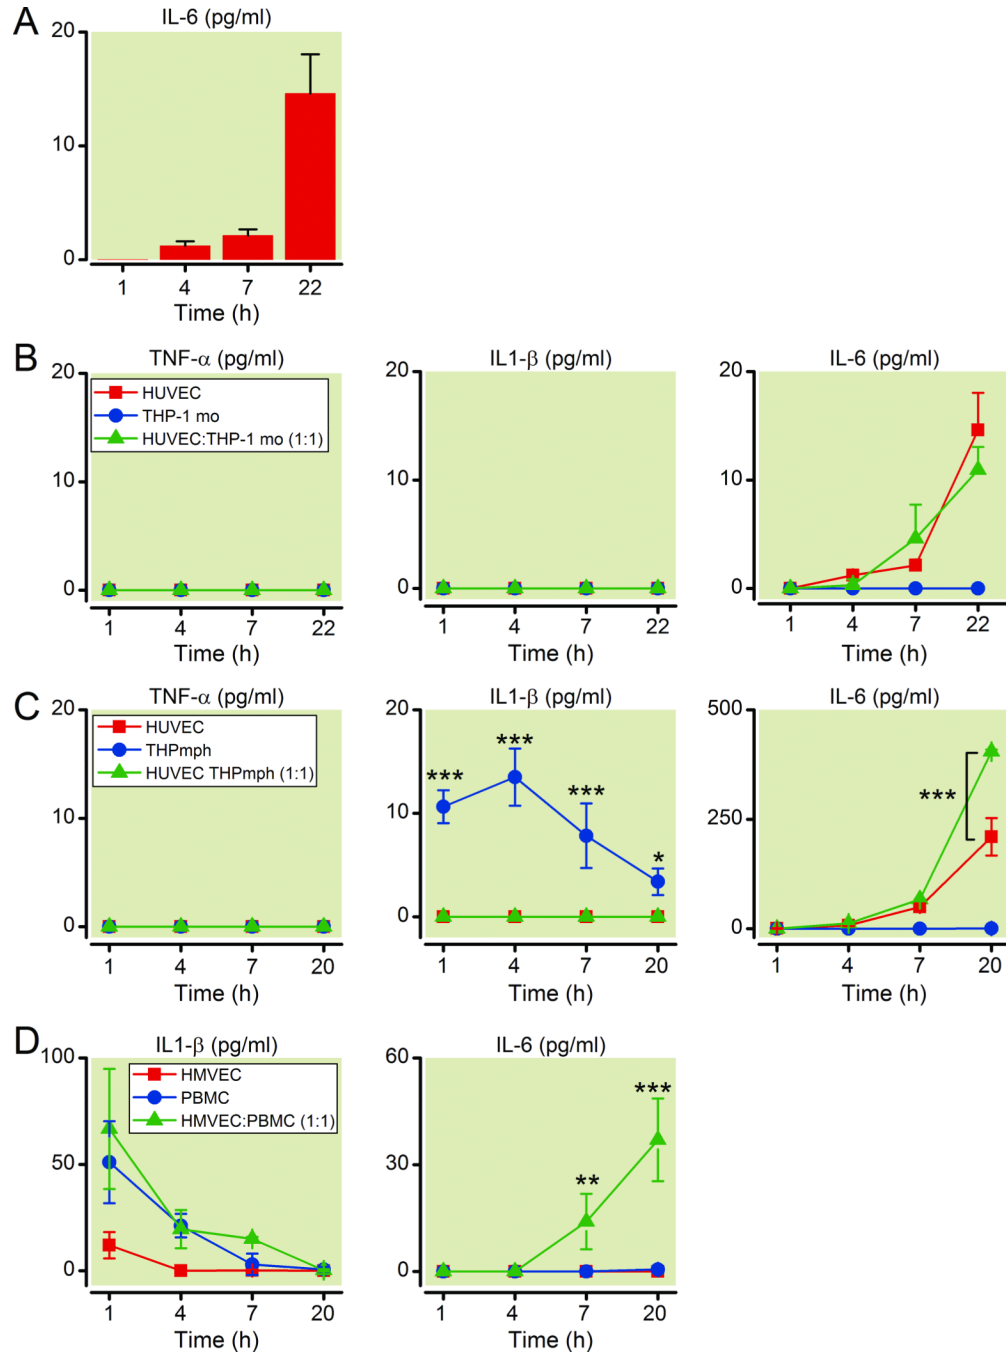 A
IL-6 (pg/ml)
20
10
0
1 4 7 22
Time (h)
B
TNF-α (pg/ml)
20
10
0
HUVEC
THP-1 mo
HUVEC:THP-1 mo (1:1)
1 4 7 22
Time (h)
IL1-β (pg/ml)
20
10
0
1 4 7 22
Time (h)
IL-6 (pg/ml)
20
10
0
1 4 7 22
Time (h)
C
TNF-α (pg/ml)
20
10
0
HUVEC
THPmph
HUVEC THPmph (1:1)
1 4 7 20
Time (h)
IL1-β (pg/ml)
20
10
0
*** *** *** *
1 4 7 20
Time (h)
IL-6 (pg/ml)
500
250
0
***
1 4 7 20
Time (h)
D
IL1-β (pg/ml)
100
50
0
HMVEC
PBMC
HMVEC:PBMC (1:1)
1 4 7 20
Time (h)
IL-6 (pg/ml)
60
30
0
** ***
1 4 7 20
Time (h)